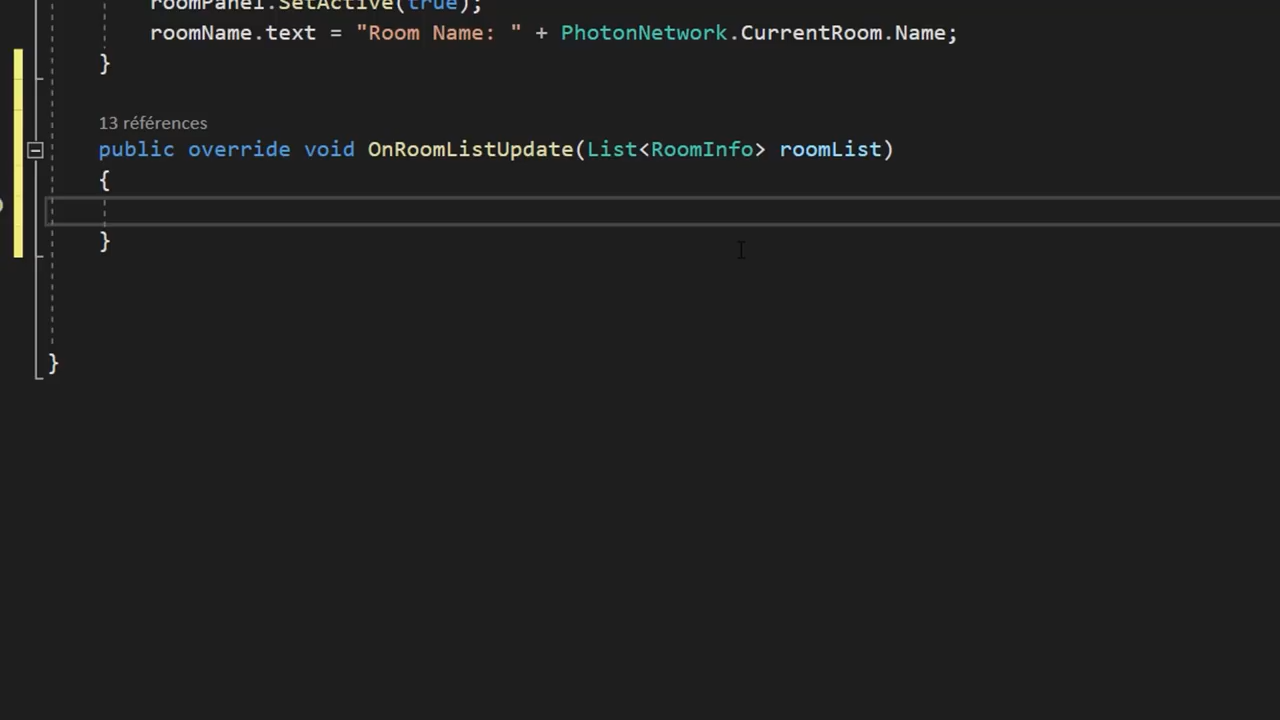 roomPanel.SetActive(true);
roomName.text = "Room Name: " + PhotonNetwork.CurrentRoom.Name;
}
13 références
public override void OnRoomListUpdate(List<RoomInfo> roomList)
{
}
}